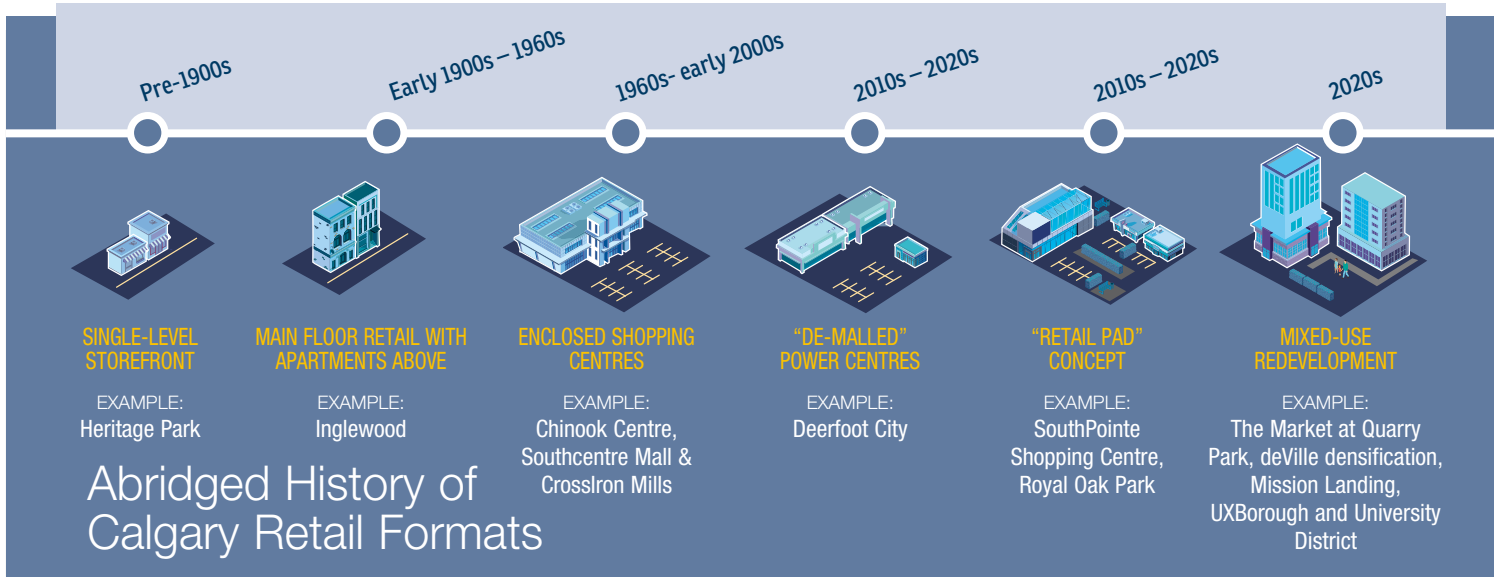 Pre-1900s
Early 1900s – 1960s
1960s- early 2000s
2010s – 2020s
2010s – 2020s
2020s
SINGLE-LEVEL
STOREFRONT
EXAMPLE:
Heritage Park
MAIN FLOOR RETAIL WITH
APARTMENTS ABOVE
EXAMPLE:
Inglewood
ENCLOSED SHOPPING
CENTRES
EXAMPLE:
Chinook Centre,
Southcentre Mall &
CrossIron Mills
“DE-MALLED”
POWER CENTRES
EXAMPLE:
Deerfoot City
“RETAIL PAD”
CONCEPT
EXAMPLE:
SouthPointe
Shopping Centre,
Royal Oak Park
MIXED-USE
REDEVELOPMENT
EXAMPLE:
The Market at Quarry
Park, deVille densification,
Mission Landing,
UXBorough and University
District
Abridged History of
Calgary Retail Formats